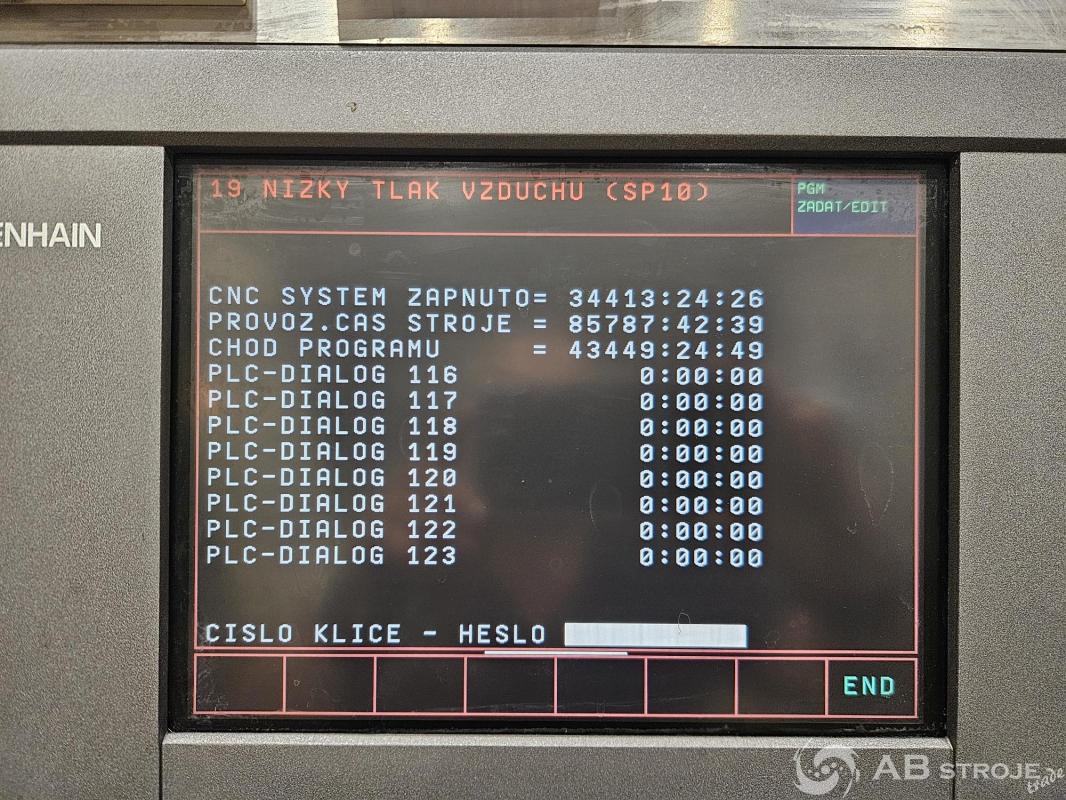 19 NIZKY TLAK VZDUCHU (SP10)
PGM
ZADAT/EDIT
ENHAIN
CNC SYSTEM ZAPNUTO= 34413:24:26
PROVOZ.CAS STROJE = 85787:42:39
CHOD PROGRAMU = 43449:24:49
PLC-DIALOG 116 0:00:00
PLC-DIALOG 117 0:00:00
PLC-DIALOG 118 0:00:00
PLC-DIALOG 119 0:00:00
PLC-DIALOG 120 0:00:00
PLC-DIALOG 121 0:00:00
PLC-DIALOG 122 0:00:00
PLC-DIALOG 123 0:00:00
CISLO KLICE - HESLO
END
AB STROJE
trade